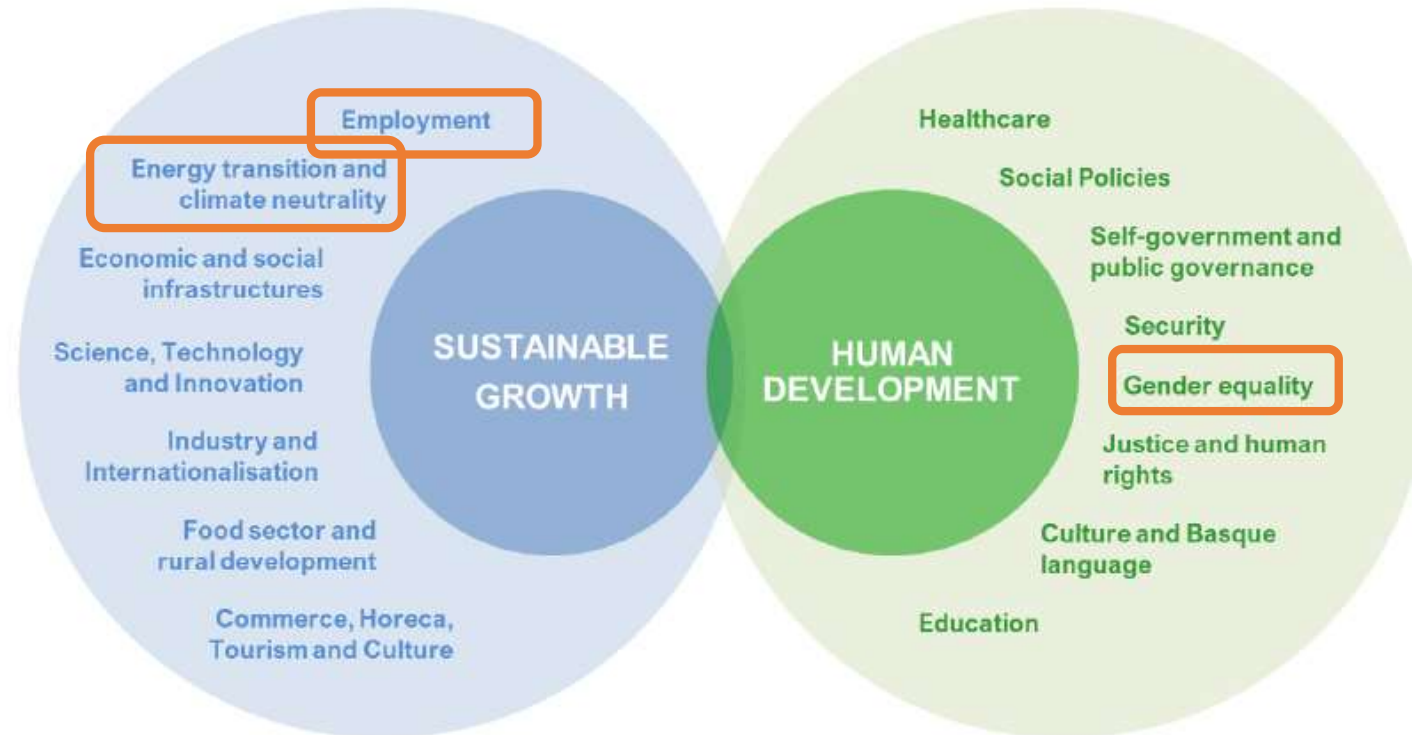 Employment
Energy transition and
climate neutrality
Economic and social
infrastructures
Science, Technology
and Innovation
Industry and
Internationalisation
Food sector and
rural development
Commerce, Horeca,
Tourism and Culture
SUSTAINABLE
GROWTH
HUMAN
DEVELOPMENT
Healthcare
Social Policies
Self-government and
public governance
Security
Gender equality
Justice and human
rights
Culture and Basque
language
Education